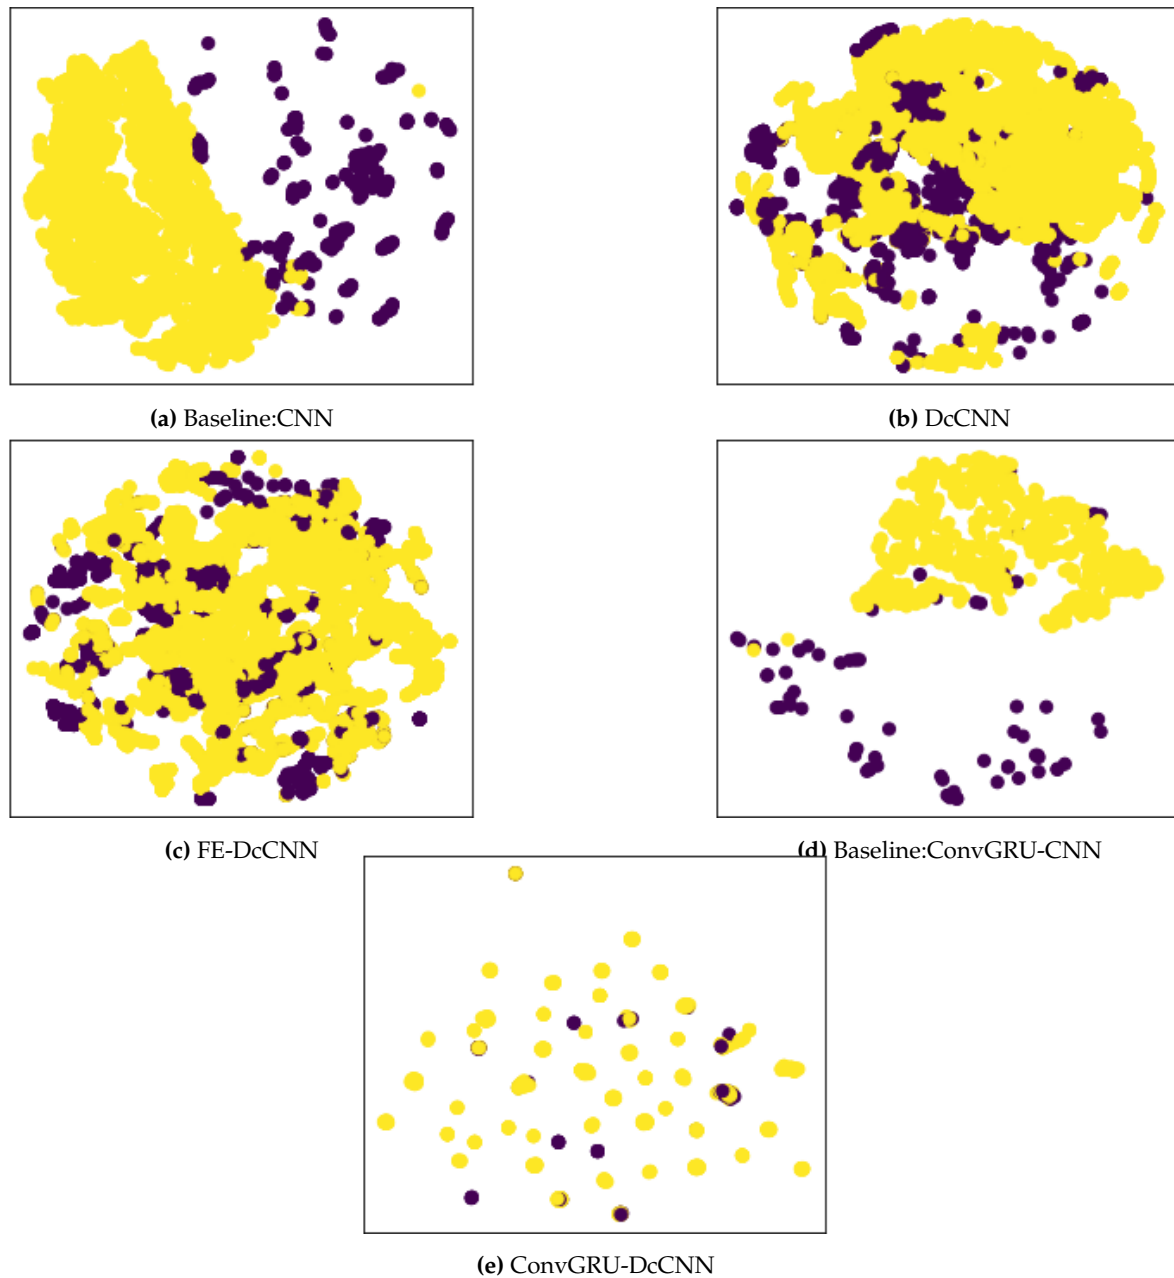 (a) Baseline:CNN
(b) DcCNN
(c) FE-DcCNN
(d) Baseline:ConvGRU-CNN
(e) ConvGRU-DcCNN